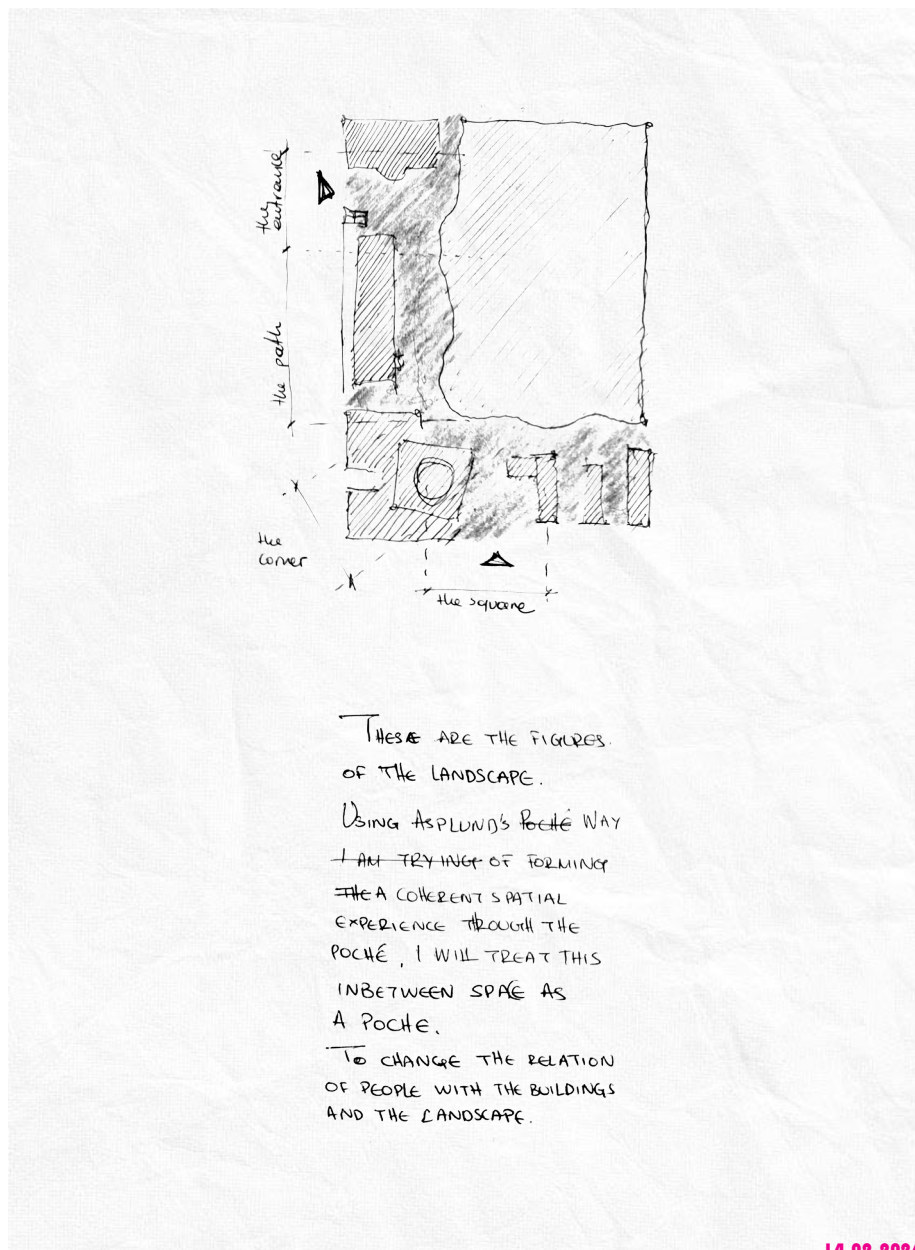 the entrance
the path
the corner
the square
THESE ARE THE FIGURES.
OF THE LANDSCAPE.
USING ASPLUND'S POCHÉ WAY
I AM TRYING OF FORMING
THE A COHERENT SPATIAL
EXPERIENCE TROUGH THE
POCHÉ, I WILL TREAT THIS
INBETWEEN SPACE AS
A POCHE.
TO CHANGE THE RELATION
OF PEOPLE WITH THE BUILDINGS
AND THE LANDSCAPE.